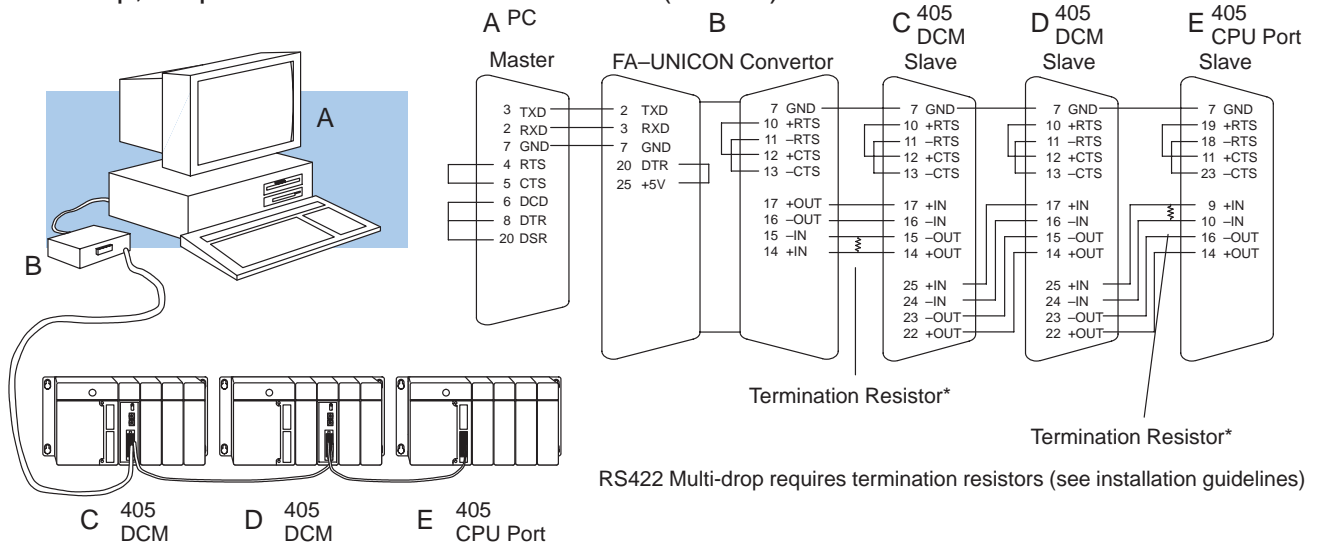 A PC
Master
3 TXD
2 RXD
7 GND
4 RTS
5 CTS
6 DCD
8 DTR
20 DSR
B
FA–UNICON Convertor
2 TXD
3 RXD
7 GND
20 DTR
25 +5V
7 GND
10 +RTS
11 –RTS
12 +CTS
13 –CTS
17 +OUT
16 –OUT
15 –IN
14 +IN
C 405
DCM
Slave
7 GND
10 +RTS
11 –RTS
12 +CTS
13 –CTS
17 +IN
16 –IN
15 –OUT
14 +OUT
25 +IN
24 –IN
23 –OUT
22 +OUT
D 405
DCM
Slave
7 GND
10 +RTS
11 –RTS
12 +CTS
13 –CTS
17 +IN
16 –IN
15 –OUT
14 +OUT
25 +IN
24 –IN
23 –OUT
22 +OUT
E 405
CPU Port
Slave
7 GND
19 +RTS
18 –RTS
11 +CTS
23 –CTS
9 +IN
10 –IN
16 –OUT
14 +OUT
A
B
Termination Resistor*
Termination Resistor*
RS422 Multi-drop requires termination resistors (see installation guidelines)
C 405
DCM
D 405
DCM
E 405
CPU Port